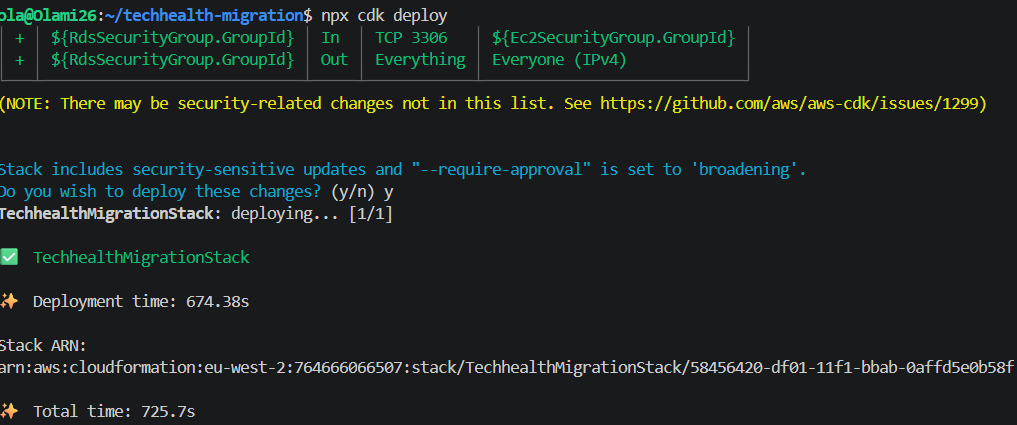 ola@Olami26:~/techhealth-migration$ npx cdk deploy
+ ${RdsSecurityGroup.GroupId} In TCP 3306 ${Ec2SecurityGroup.GroupId}
+ ${RdsSecurityGroup.GroupId} Out Everything Everyone (IPv4)
(NOTE: There may be security-related changes not in this list. See https://github.com/aws/aws-cdk/issues/1299)
Stack includes security-sensitive updates and "--require-approval" is set to 'broadening'.
Do you wish to deploy these changes? (y/n) y
TechhealthMigrationStack: deploying... [1/1]
✅ TechhealthMigrationStack
✨ Deployment time: 674.38s
Stack ARN:
arn:aws:cloudformation:eu-west-2:764666066507:stack/TechhealthMigrationStack/58456420-df01-11f1-bbab-0affd5e0b58f
✨ Total time: 725.7s